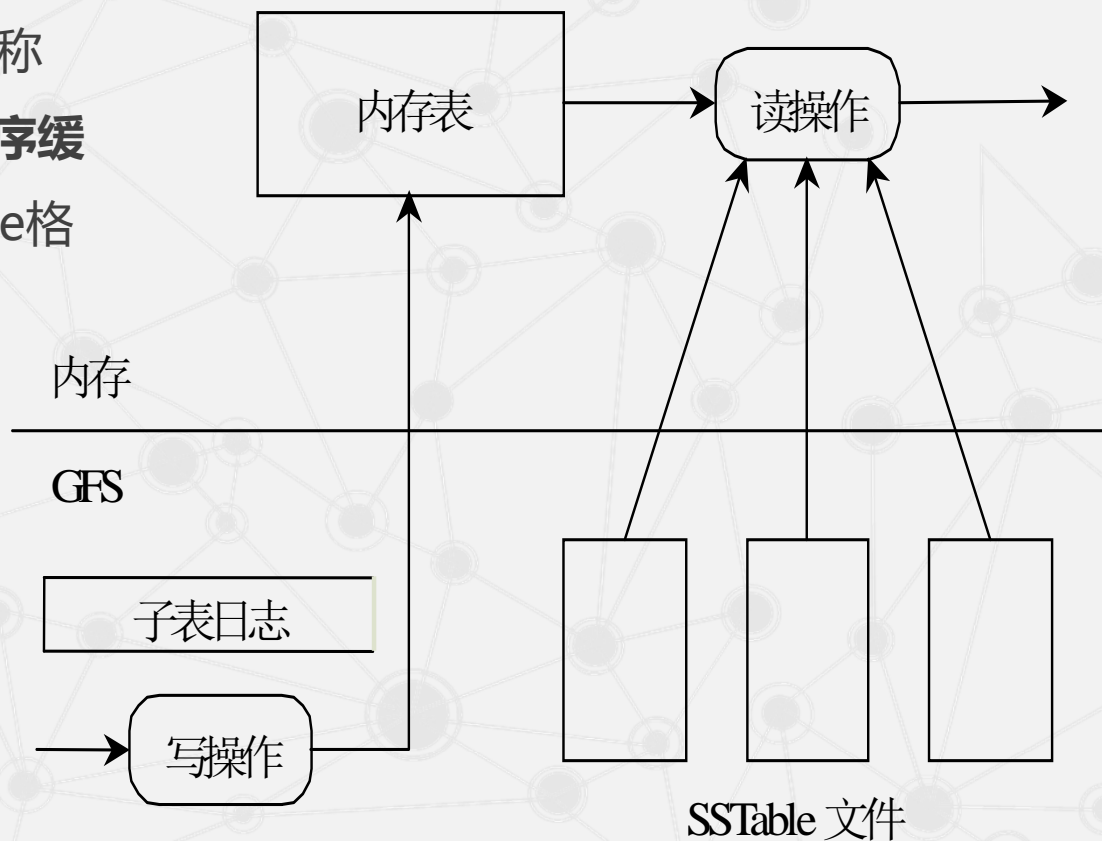 称
序缓
e格
内存表
读操作
内存
GFS
子表日志
写操作
SSTable 文件